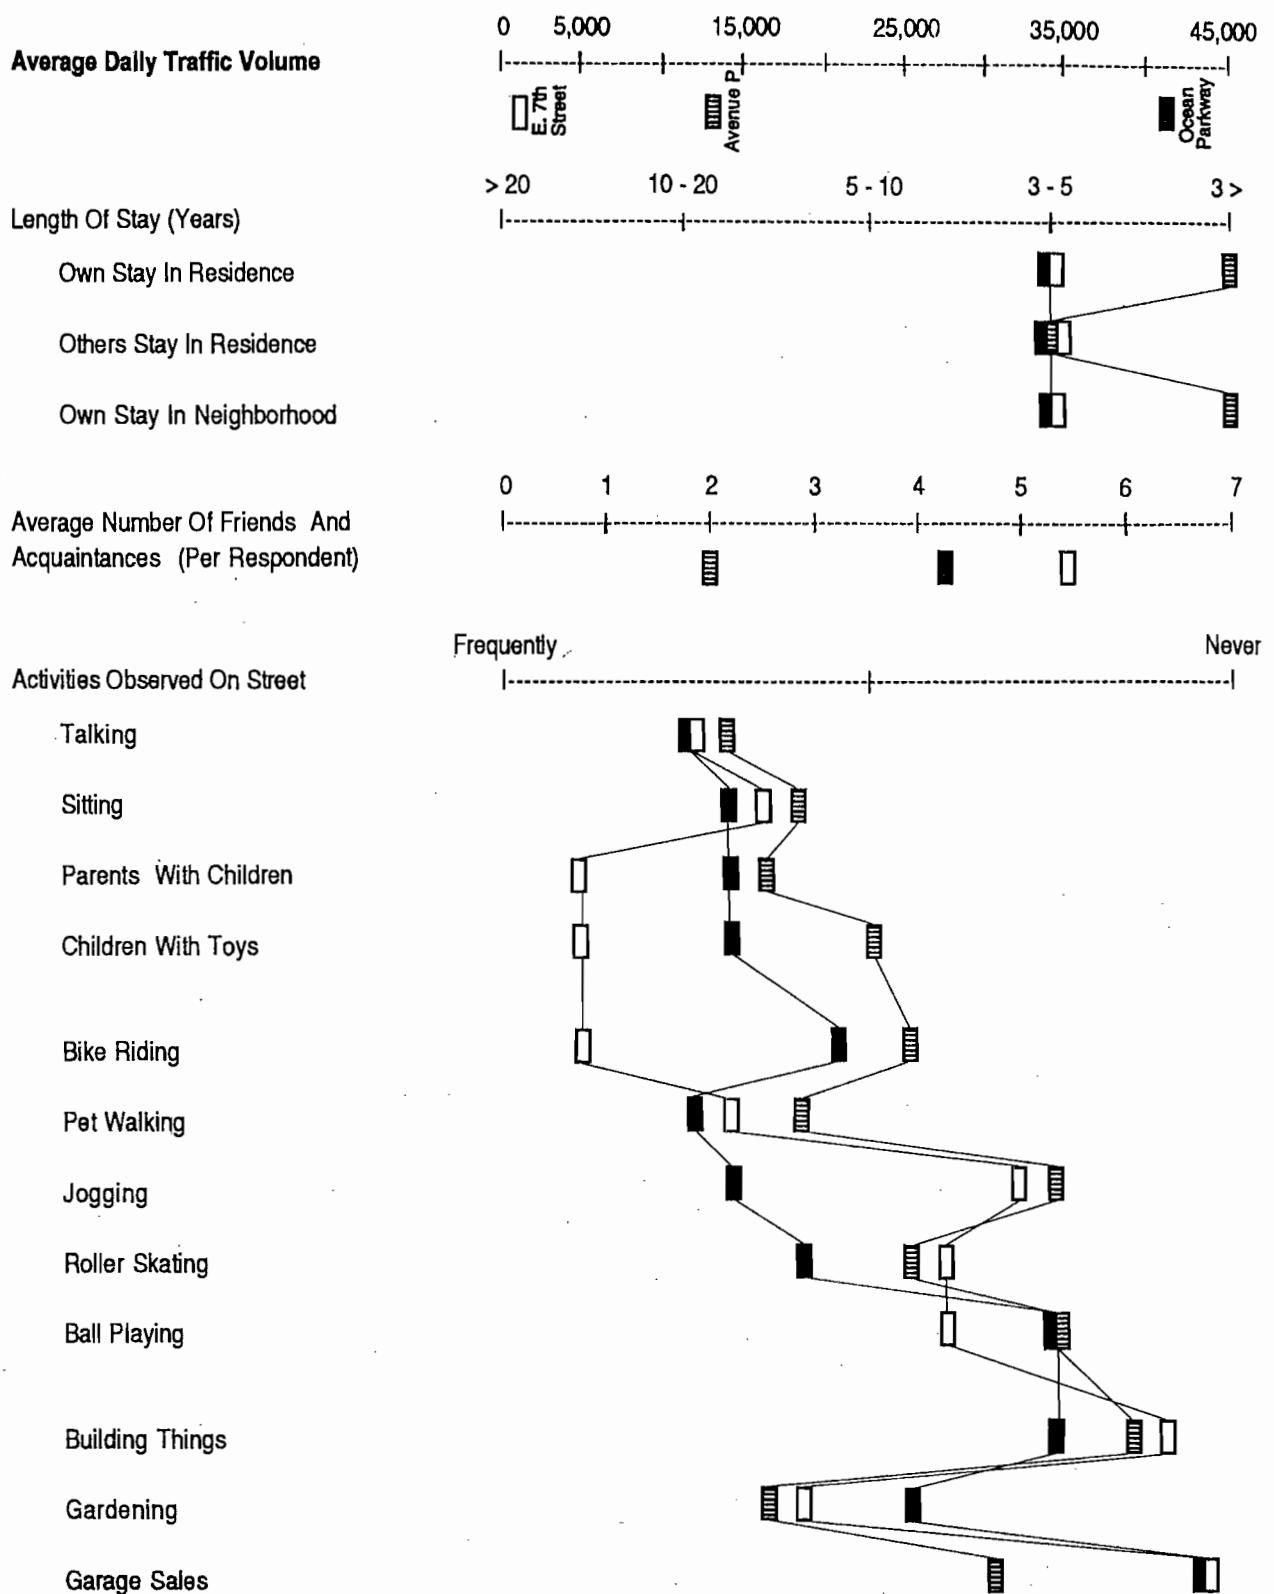 0 5,000 15,000 25,000 35,000 45,000
Average Daily Traffic Volume
E. 7th
Street
Avenue P
Ocean
Parkway
> 20 10 - 20 5 - 10 3 - 5 3 >
Length Of Stay (Years)
Own Stay In Residence
Others Stay In Residence
Own Stay In Neighborhood
0 1 2 3 4 5 6 7
Average Number Of Friends And
Acquaintances (Per Respondent)
Frequently Never
Activities Observed On Street
Talking
Sitting
Parents With Children
Children With Toys
Bike Riding
Pet Walking
Jogging
Roller Skating
Ball Playing
Building Things
Gardening
Garage Sales